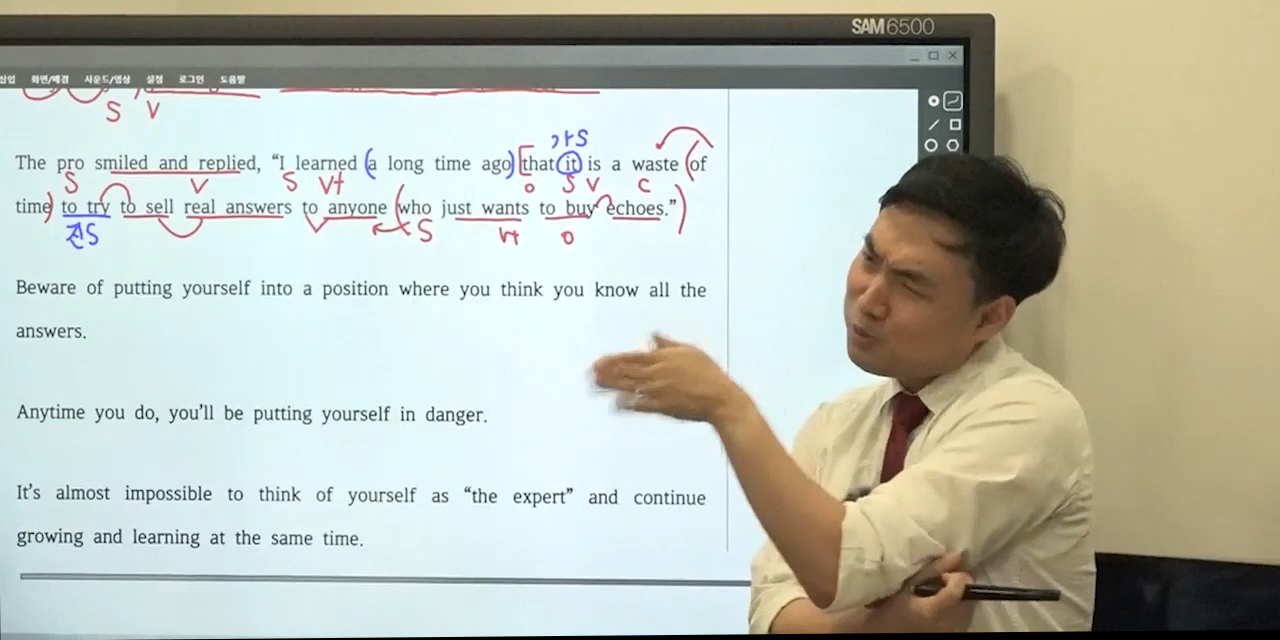 SAM 6500
삽입 화면/배경 사운드/영상 설정 로그인 도움말
S V
가S
The pro smiled and replied, “I learned (a long time ago) [that it is a waste (of
S V S vt O S V C
time) to try to sell real answers to anyone (who just wants to buy echoes.”)
진S S vt O
Beware of putting yourself into a position where you think you know all the
answers.
Anytime you do, you’ll be putting yourself in danger.
It’s almost impossible to think of yourself as “the expert” and continue
growing and learning at the same time.